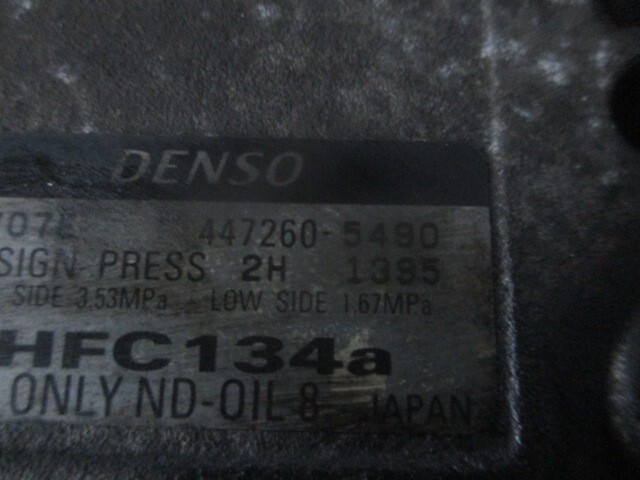 DENSO
447260-5490
SIGN PRESS 2H 1395
SIDE 3.53MPa LOW SIDE 1.67MPa
HFC134a
ONLY ND-OIL 8 JAPAN